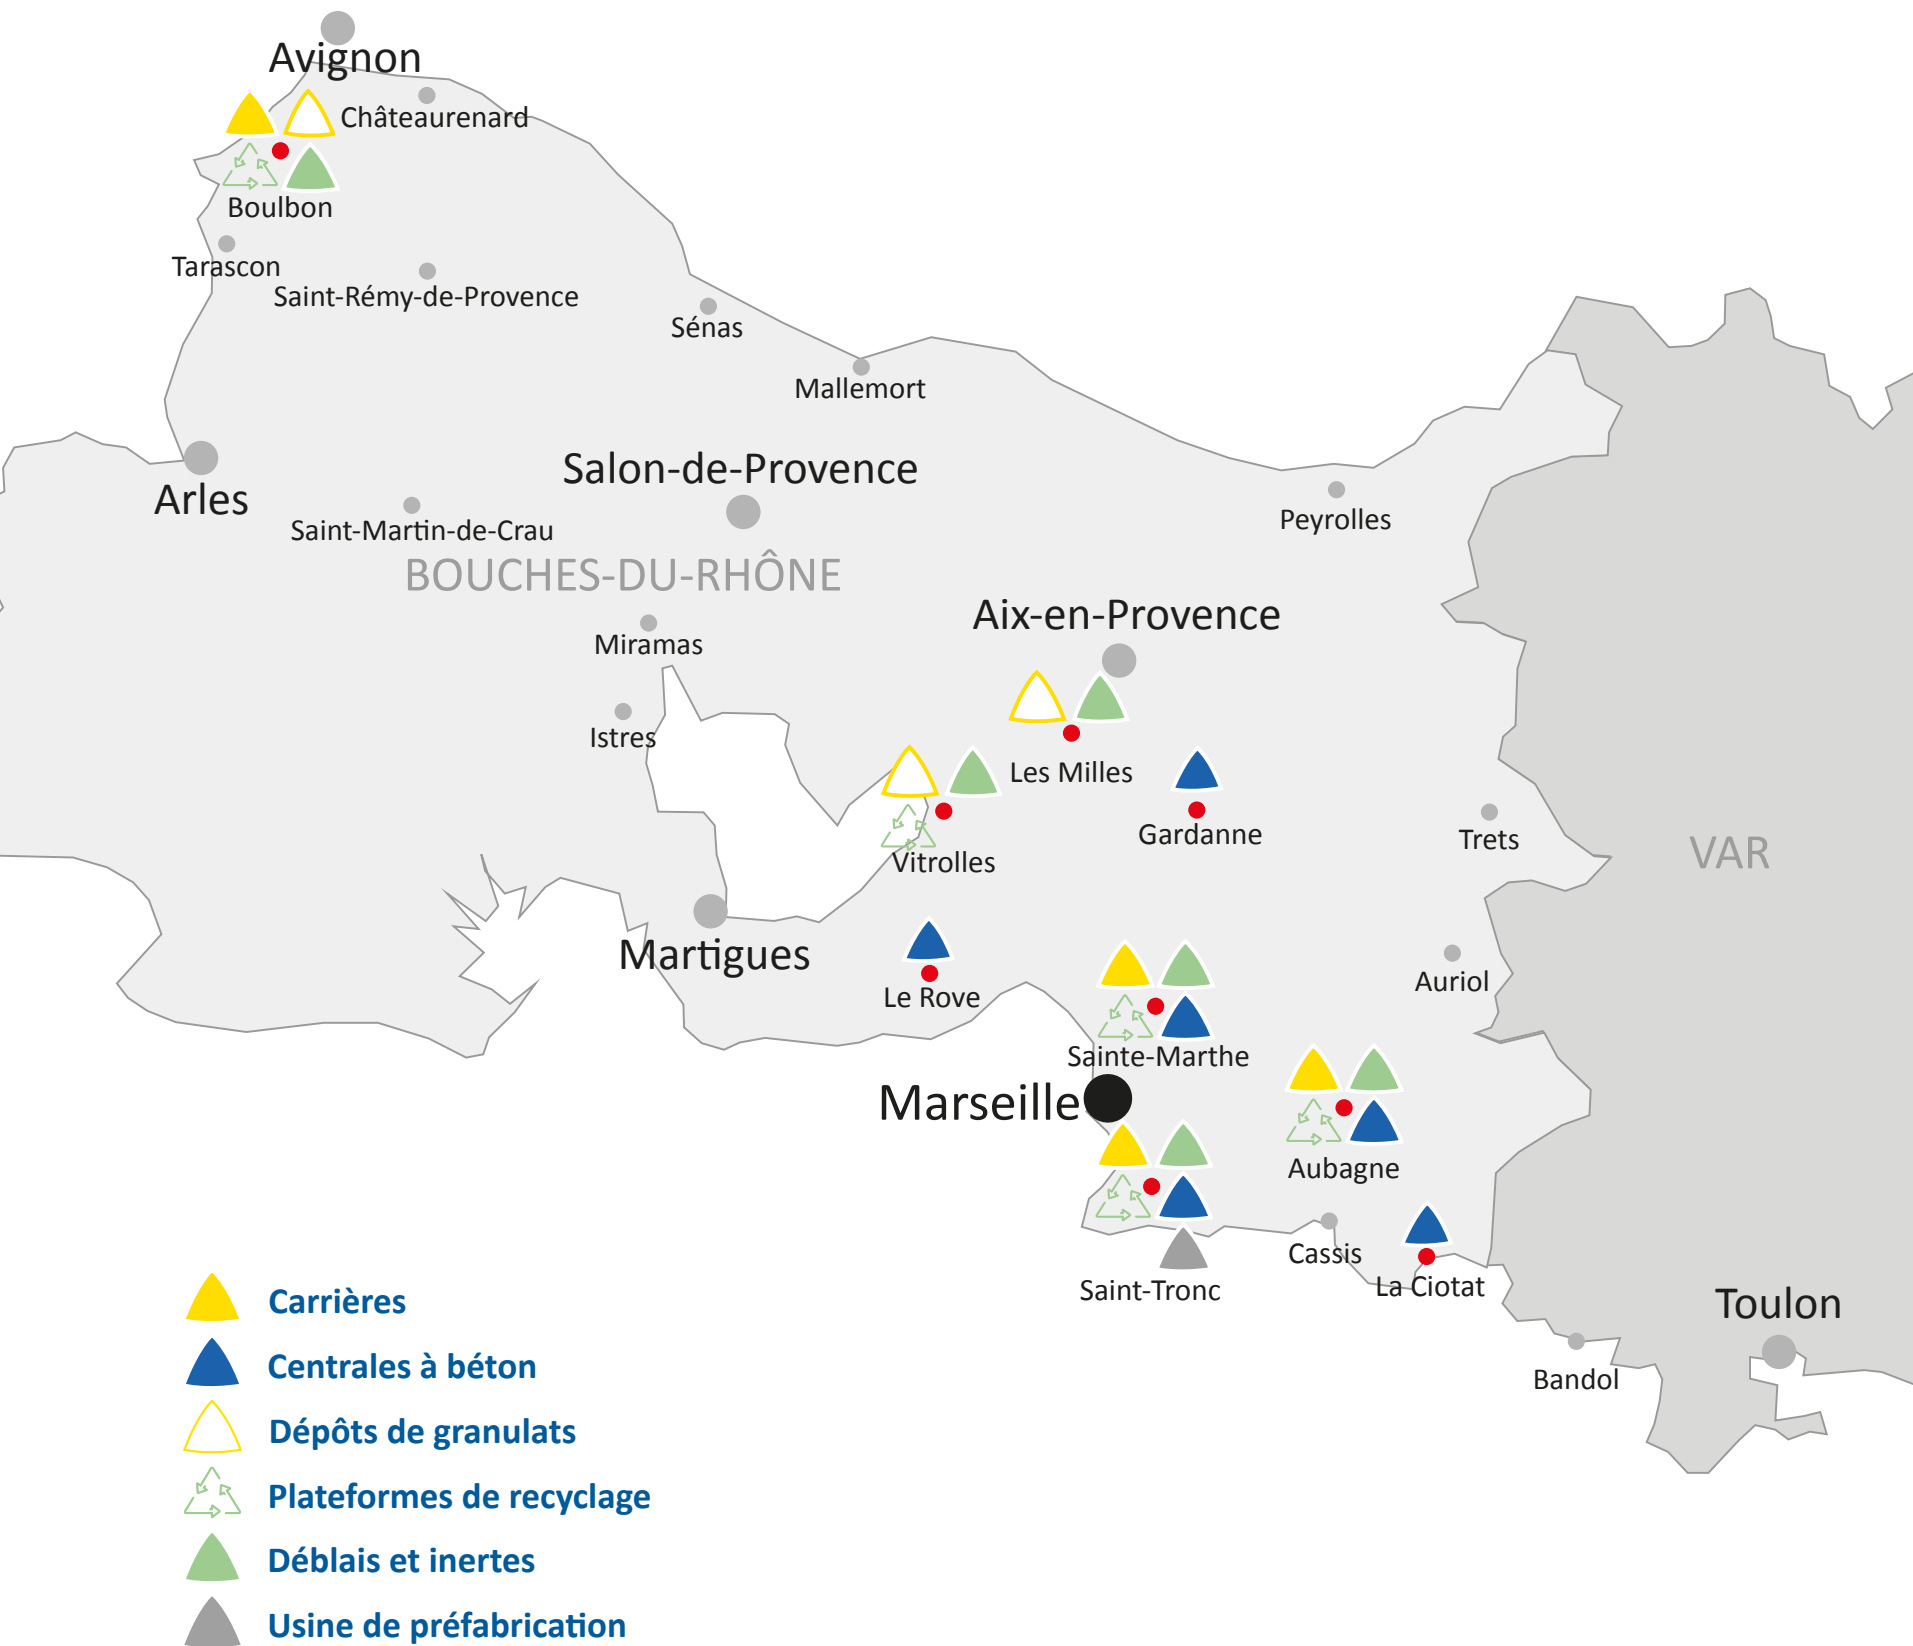 Avignon
Châteaurenard
Boulbon
Tarascon
Saint-Rémy-de-Provence
Sénas
Mallemort
Salon-de-Provence
Arles
Saint-Martin-de-Crau
Peyrolles
BOUCHES-DU-RHÔNE
Aix-en-Provence
Miramas
Istres
Les Milles
Gardanne
Trets
VAR
Vitrolles
Martigues
Auriol
Le Rove
Sainte-Marthe
Marseille
Aubagne
Cassis
La Ciotat
Saint-Tronc
Toulon
Bandol
Carrières
Centrales à béton
Dépôts de granulats
Plateformes de recyclage
Déblais et inertes
Usine de préfabrication